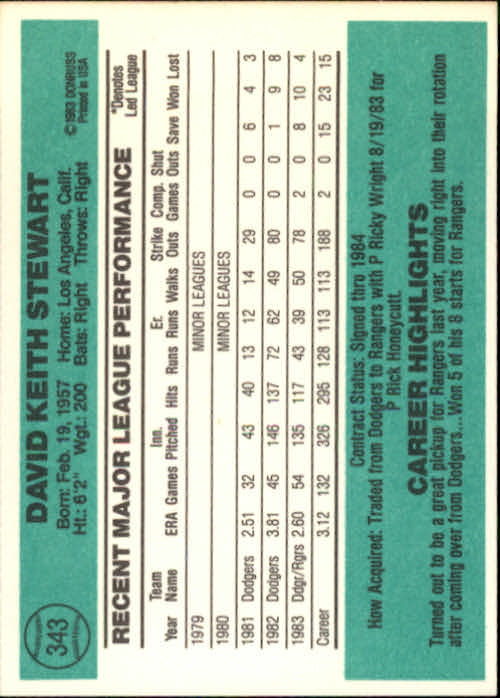 343
DAVID KEITH STEWART
© 1983 DONRUSS
Printed in USA
Born: Feb. 19, 1957 Home: Los Angeles, Calif.
Ht.: 6'2" Wgt.: 200 Bats: Right Throws: Right
RECENT MAJOR LEAGUE PERFORMANCE
*Denotes
Led League
Team Inn. Er. Strike Comp. Shut
Year Name ERA Games Pitched Hits Runs Runs Walks Outs Games Outs Save Won Lost
1979 MINOR LEAGUES
1980 MINOR LEAGUES
1981 Dodgers 2.51 32 43 40 13 12 14 29 0 0 6 4 3
1982 Dodgers 3.81 45 146 137 72 62 49 80 0 0 1 9 8
1983 Ddgr/Rgrs 2.60 54 135 117 43 39 50 78 2 0 8 10 4
Career 3.12 132 326 295 128 113 113 188 2 0 15 23 15
Contract Status: Signed thru 1984
How Acquired: Traded from Dodgers to Rangers with P Ricky Wright 8/19/83 for
P Rick Honeycutt.
CAREER HIGHLIGHTS
Turned out to be a great pickup for Rangers last year, moving right into their rotation
after coming over from Dodgers...Won 5 of his 8 starts for Rangers.